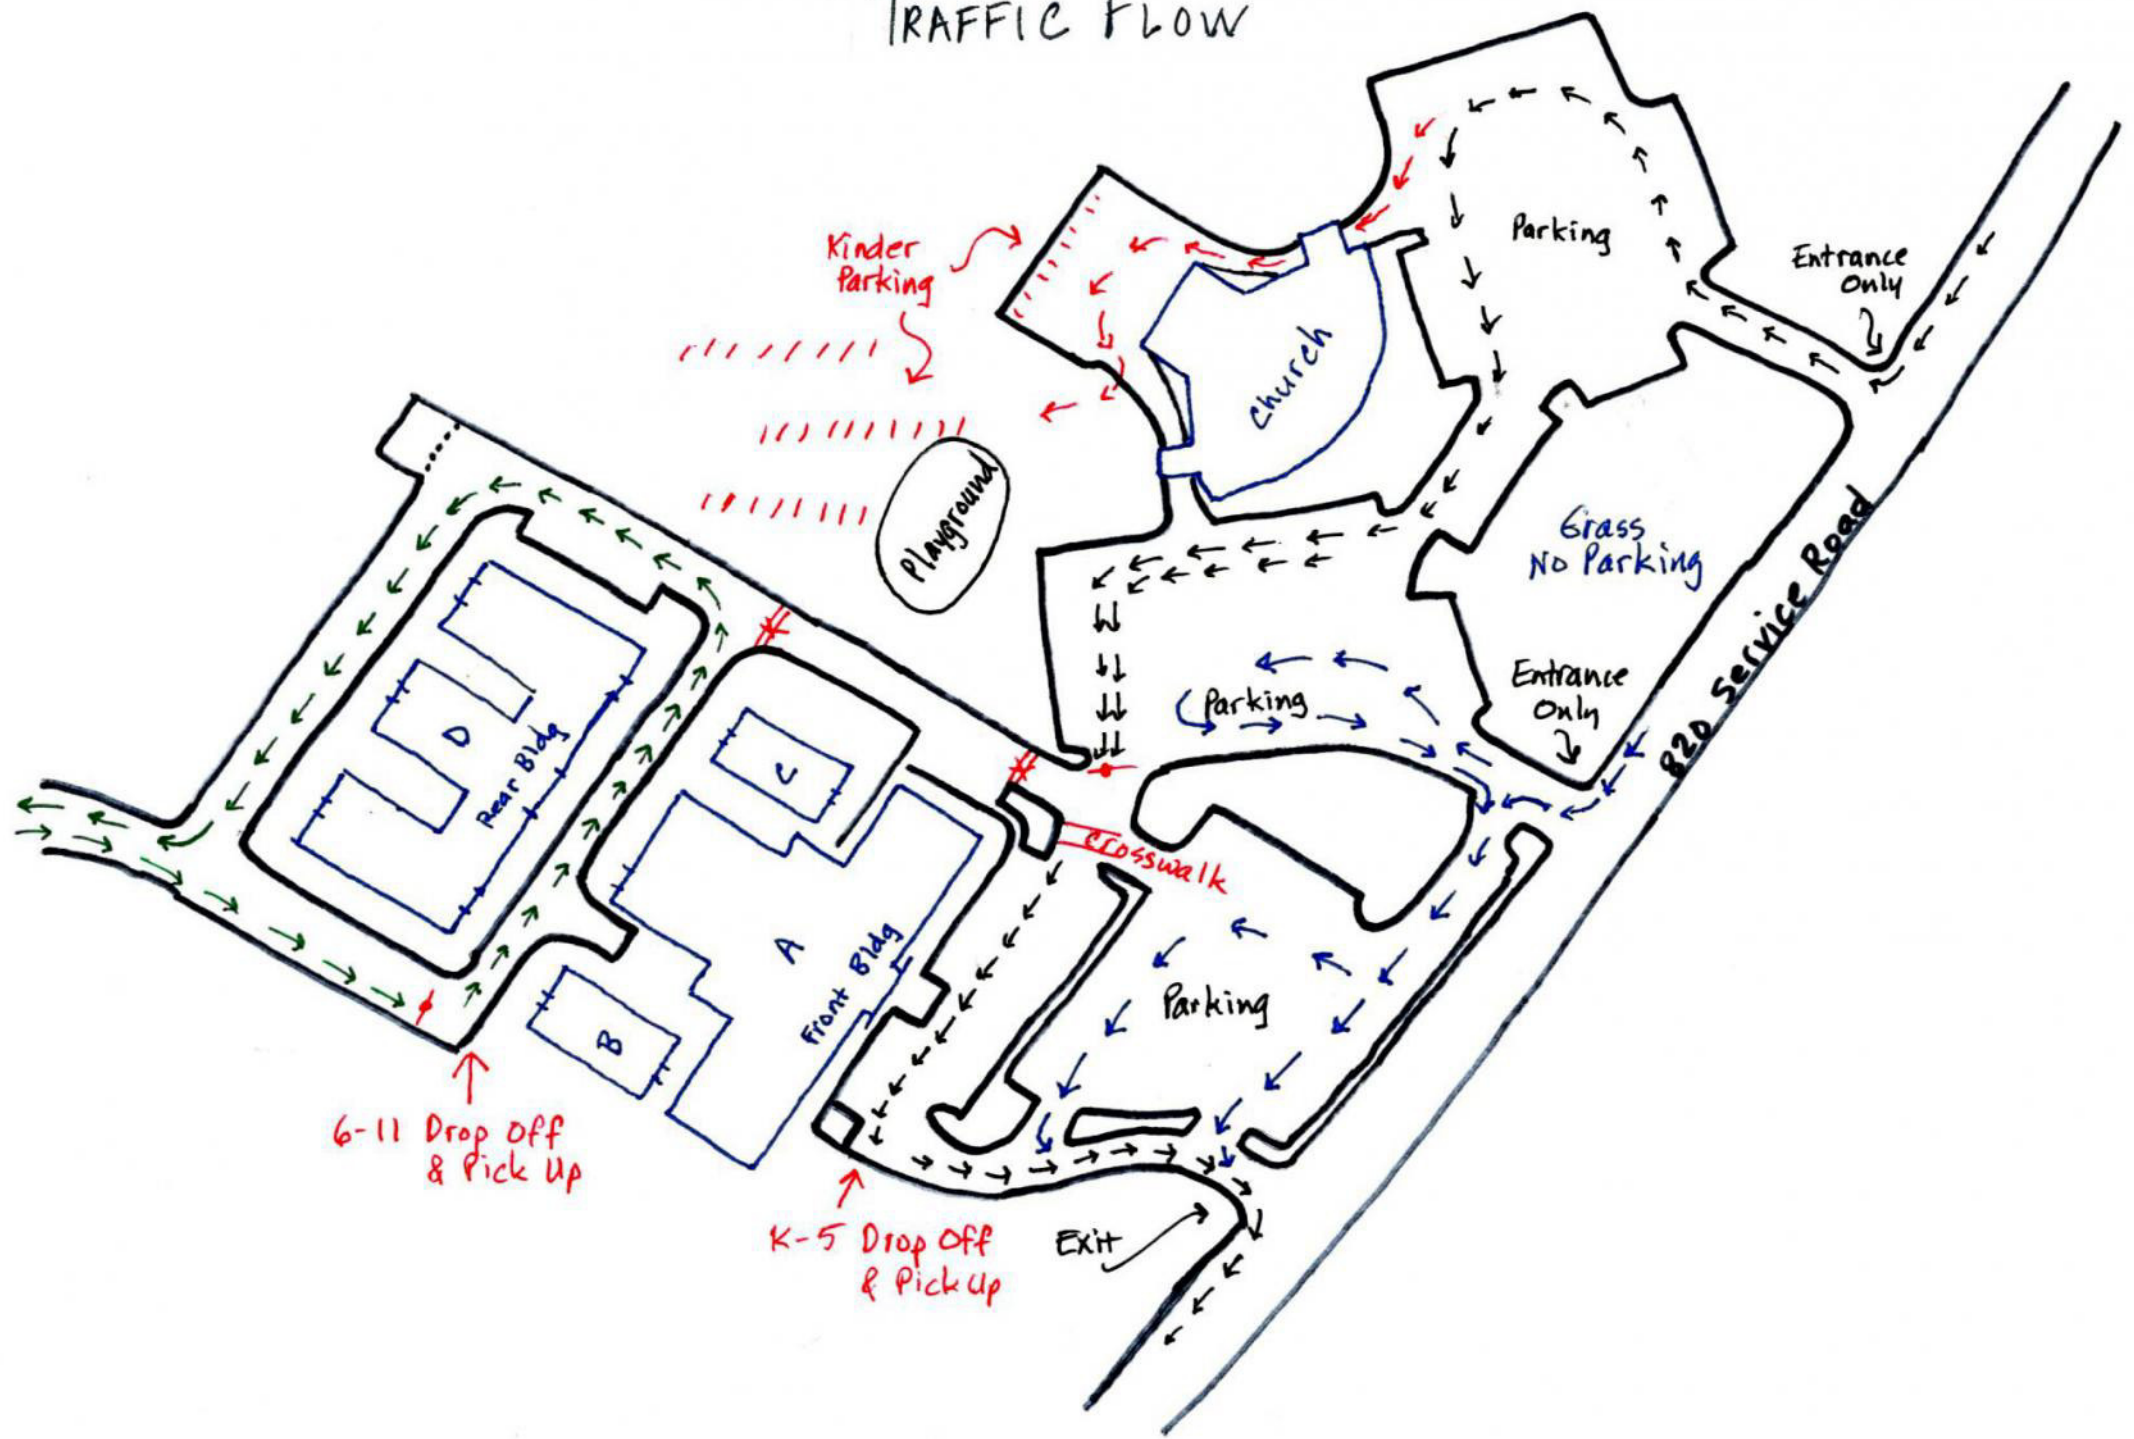 TRAFFIC FLOW
Parking
Entrance
Only
Kinder
Parking
Church
Playground
Grass
No Parking
820 Service Road
Entrance
Only
Parking
D
Rear Bldg
C
crosswalk
A
Front Bldg
B
Parking
6-11 Drop Off
& Pick Up
K-5 Drop Off
& Pick Up
Exit